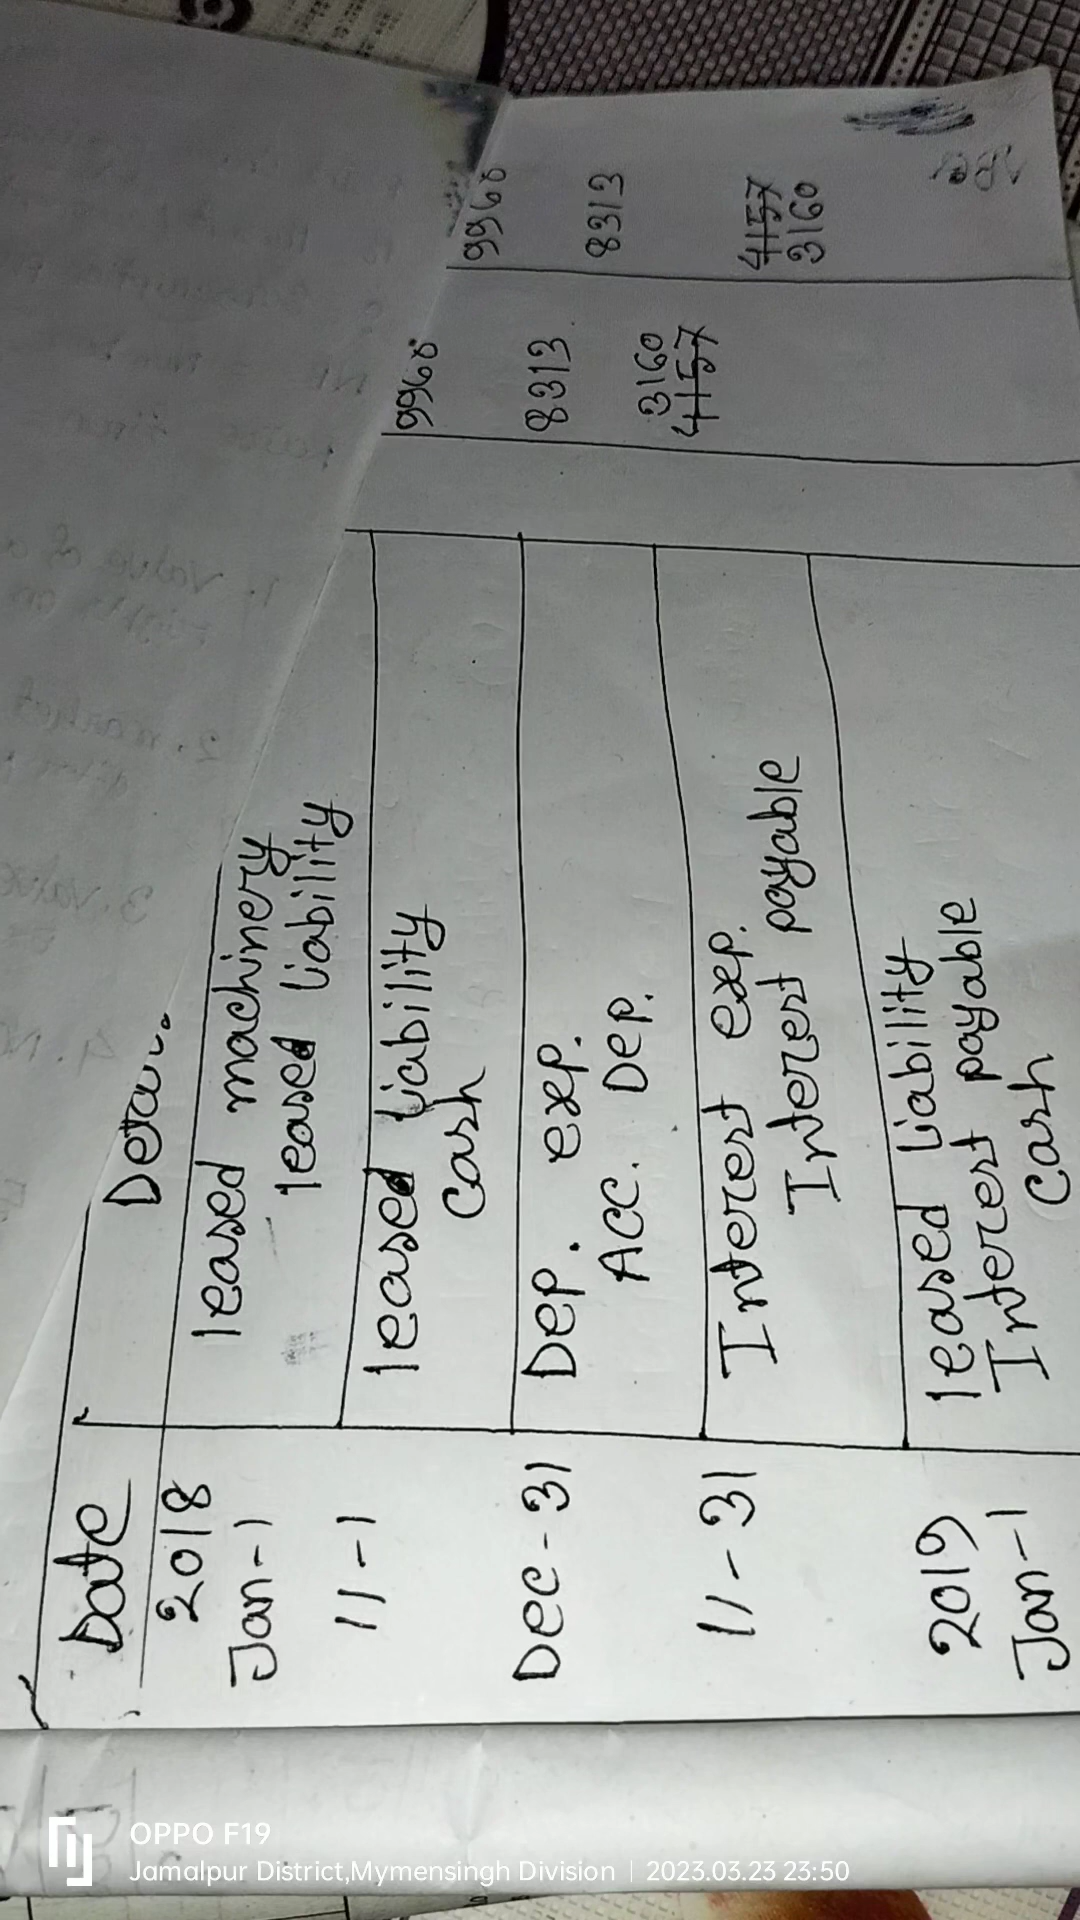 Date
2018
Jan-1
leased machinery
leased liability
11-1
leased liability 9960
Cash 9960
Dec-31
Dep. exp. 8313
Acc. Dep. 8313
11-31
Interest exp. 3160
4157
Interest payable 4157
3160
2019
Jan-1
leased liability
Interest payable
Cash
OPPO F19
Jamalpur District,Mymensingh Division | 2023.03.23 23:50